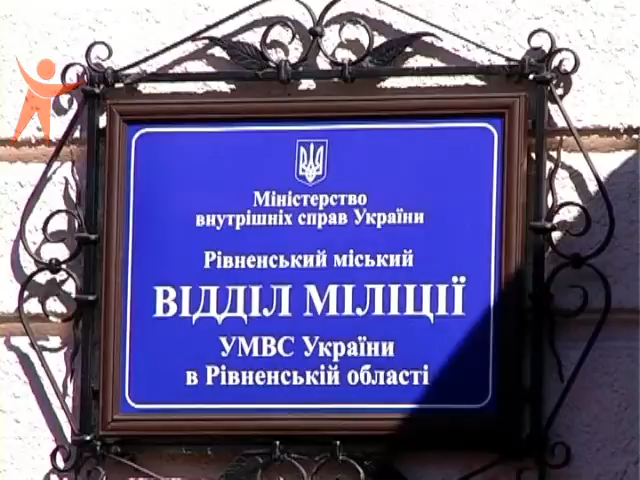 Міністерство
внутрішніх справ України
Рівненський міський
ВІДДІЛ МІЛІЦІЇ
УМВС України
в Рівненській області